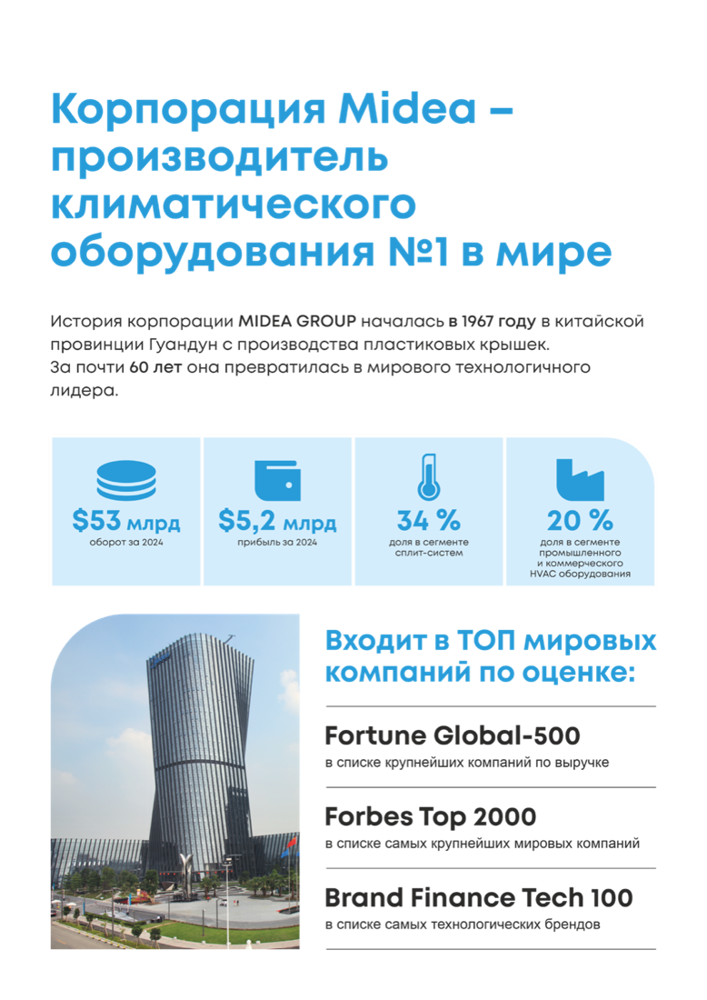 Корпорация Midea –
производитель
климатического
оборудования №1 в мире
История корпорации MIDEA GROUP началась в 1967 году в китайской
провинции Гуандун с производства пластиковых крышек.
За почти 60 лет она превратилась в мирового технологичного
лидера.
$53 млрд
оборот за 2024
$5,2 млрд
прибыль за 2024
34 %
доля в сегменте
сплит-систем
20 %
доля в сегменте
промышленного
и коммерческого
HVAC оборудования
Входит в ТОП мировых
компаний по оценке:
Fortune Global-500
в списке крупнейших компаний по выручке
Forbes Top 2000
в списке самых крупнейших мировых компаний
Brand Finance Tech 100
в списке самых технологических брендов